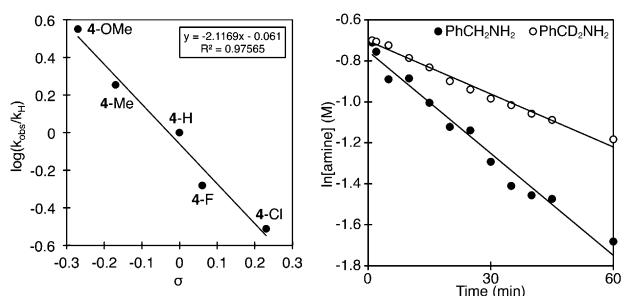 0.6
0.4
0.2
0
-0.2
-0.4
-0.6
log(kobs/kH)
4-OMe
4-Me
4-H
4-F
4-Cl
y = -2.1169x - 0.061
R² = 0.97565
-0.3 -0.2 -0.1 0 0.1 0.2 0.3
σ
-0.6
-0.8
-1.0
-1.2
-1.4
-1.6
-1.8
ln[amine] (M)
PhCH₂NH₂ PhCD₂NH₂
0 30 60
Time (min)